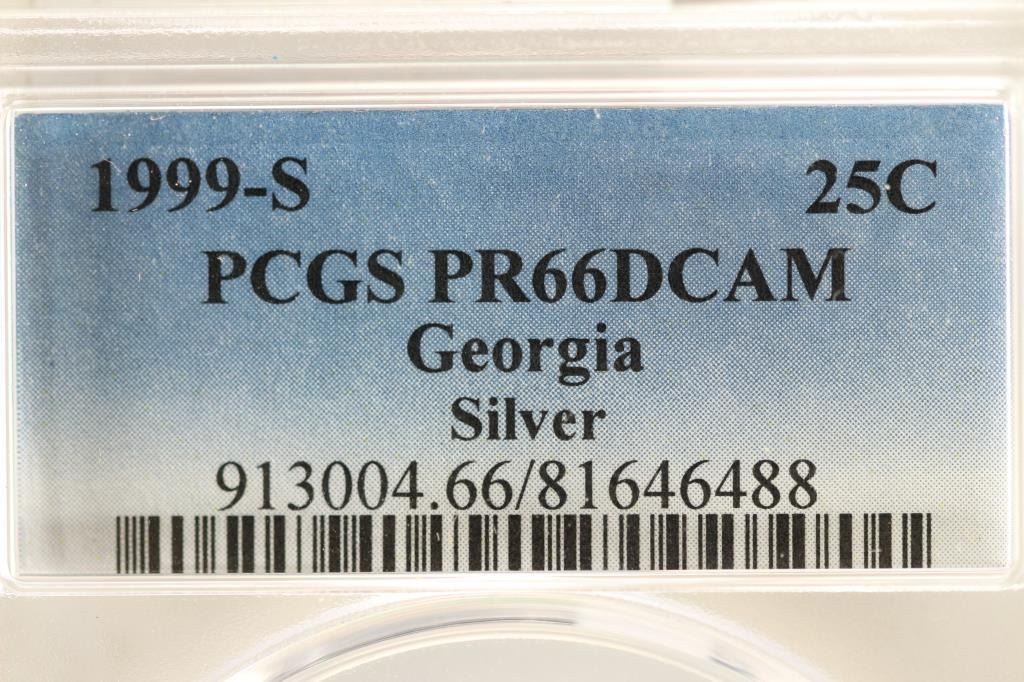 1999-S 25C
PCGS PR66DCAM
Georgia
Silver
913004.66/81646488